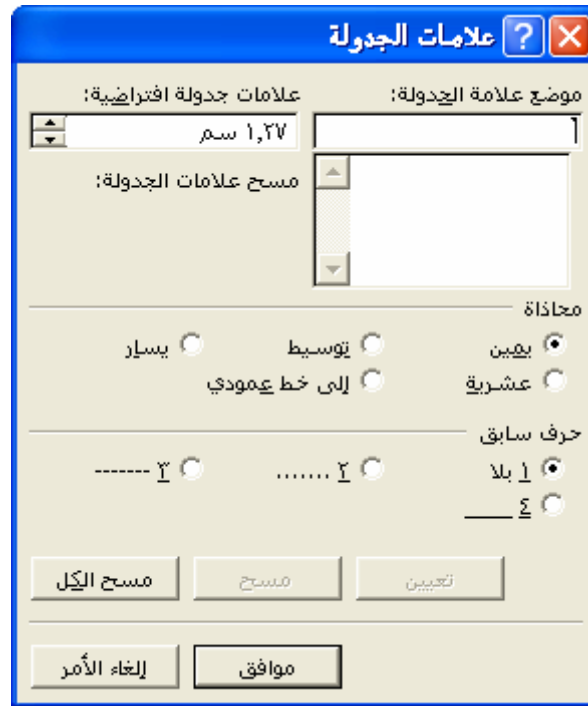 علامات الجدولة
موضع علامة الجدولة: علامات جدولة افتراضية:
١,٢٧ سم
مسح علامات الجدولة:
محاذاة
يمين توسيط يسار
عشرية إلى خط عمودي
حرف سابق
١ بلا ٢ ....... ٣ -------
٤ ____
تعيين مسح مسح الكل
موافق إلغاء الأمر